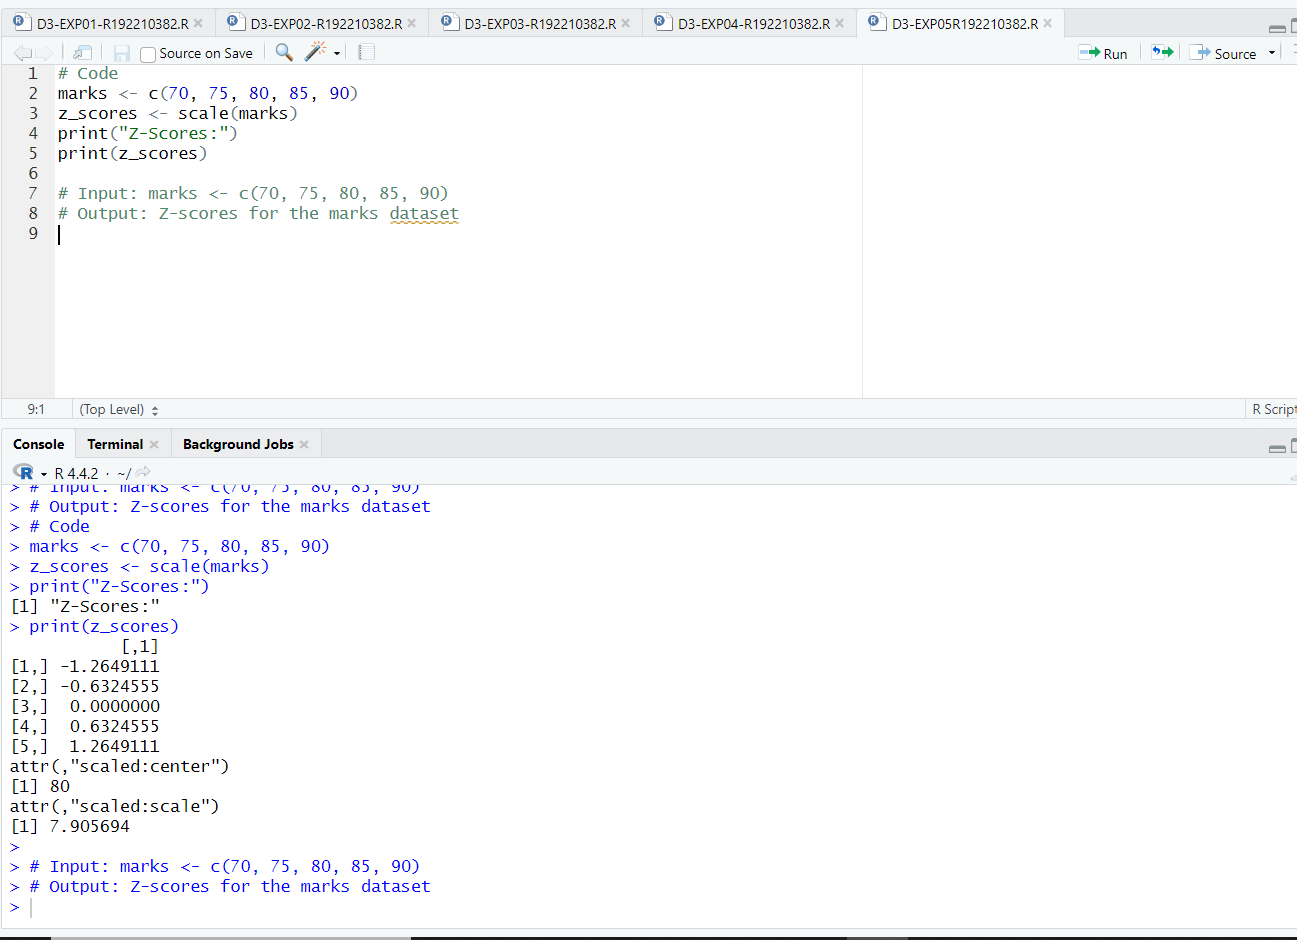 D3-EXP01-R192210382.R D3-EXP02-R192210382.R D3-EXP03-R192210382.R D3-EXP04-R192210382.R D3-EXP05R192210382.R
Source on Save Run Source
1 # Code
2 marks <- c(70, 75, 80, 85, 90)
3 z_scores <- scale(marks)
4 print("Z-Scores:")
5 print(z_scores)
6
7 # Input: marks <- c(70, 75, 80, 85, 90)
8 # Output: Z-scores for the marks dataset
9
9:1 (Top Level) R Script
Console Terminal Background Jobs
R 4.4.2 · ~/
> # Input: marks <- c(70, 75, 80, 85, 90)
> # Output: Z-scores for the marks dataset
> # Code
> marks <- c(70, 75, 80, 85, 90)
> z_scores <- scale(marks)
> print("Z-Scores:")
[1] "Z-Scores:"
> print(z_scores)
[,1]
[1,] -1.2649111
[2,] -0.6324555
[3,] 0.0000000
[4,] 0.6324555
[5,] 1.2649111
attr(,"scaled:center")
[1] 80
attr(,"scaled:scale")
[1] 7.905694
>
> # Input: marks <- c(70, 75, 80, 85, 90)
> # Output: Z-scores for the marks dataset
>